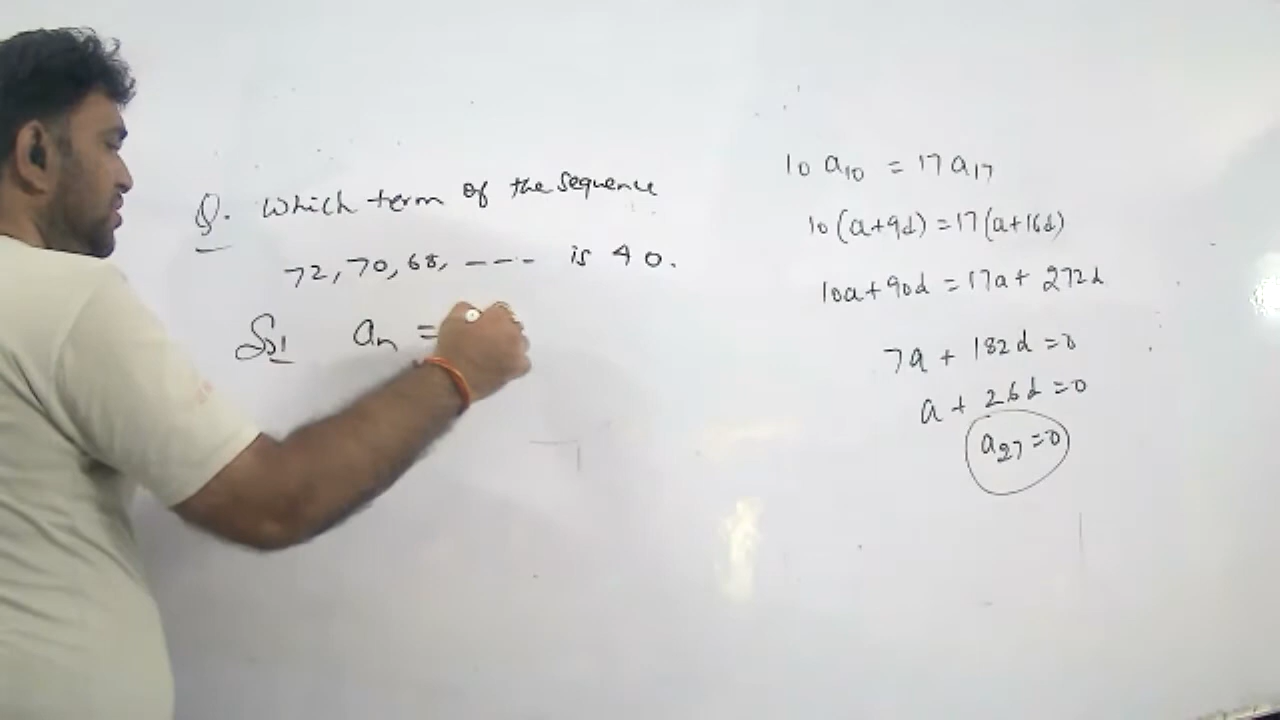 Q. Which term of the sequence
72, 70, 68, ---- is 40.
Sol aₙ =
10 a₁₀ = 17 a₁₇
10(a+9d) = 17(a+16d)
10a+90d = 17a+ 272d
7a + 182d = 0
a + 26d = 0
a₂₇ = 0